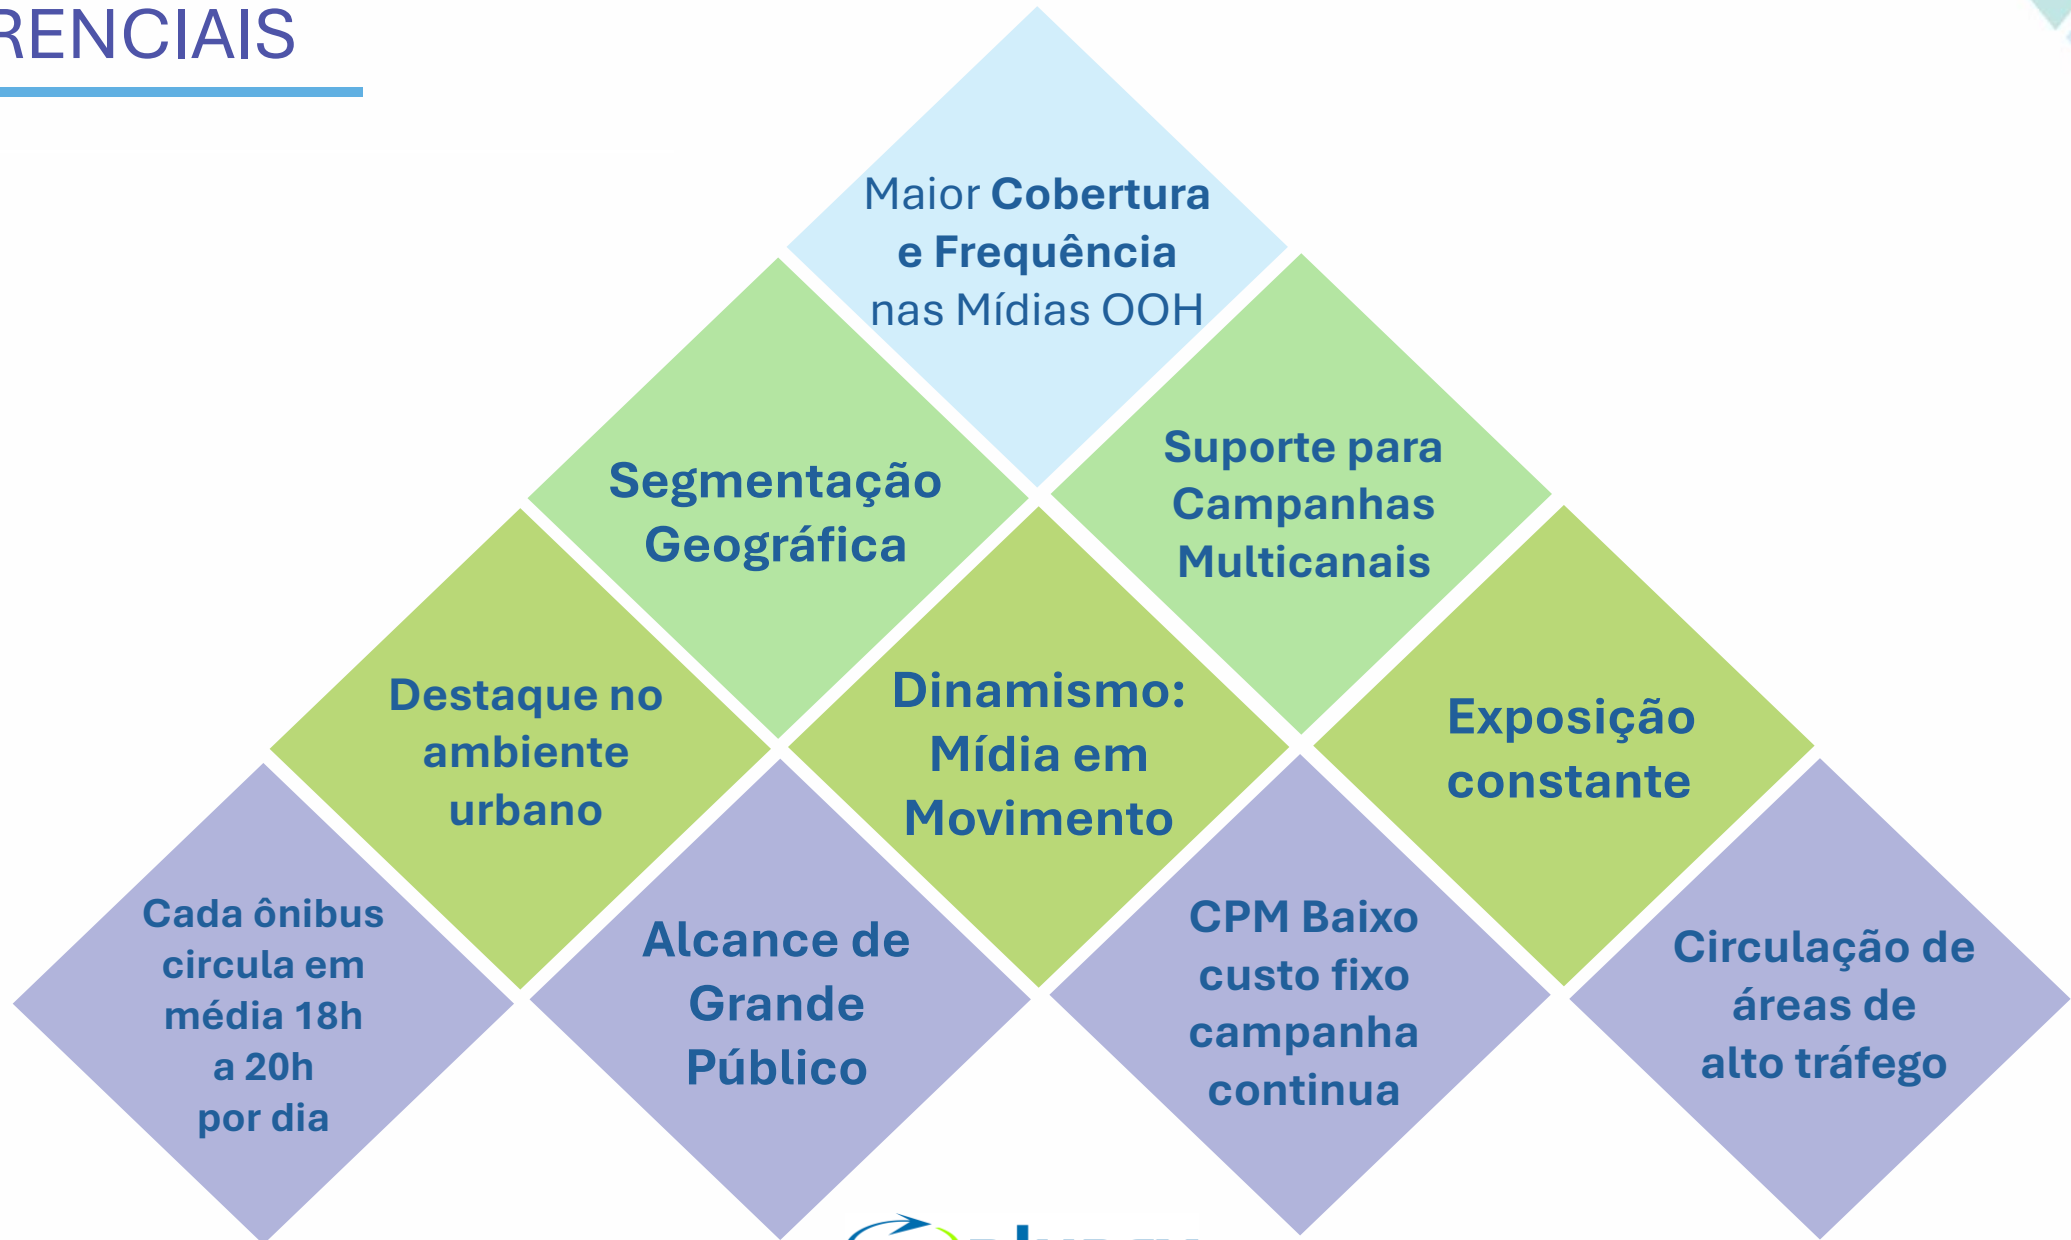 RENCIAIS
Maior Cobertura
e Frequência
nas Mídias OOH
Segmentação
Geográfica
Suporte para
Campanhas
Multicanais
Destaque no
ambiente
urbano
Dinamismo:
Mídia em
Movimento
Exposição
constante
Cada ônibus
circula em
média 18h
a 20h
por dia
Alcance de
Grande
Público
CPM Baixo
custo fixo
campanha
continua
Circulação de
áreas de
alto tráfego